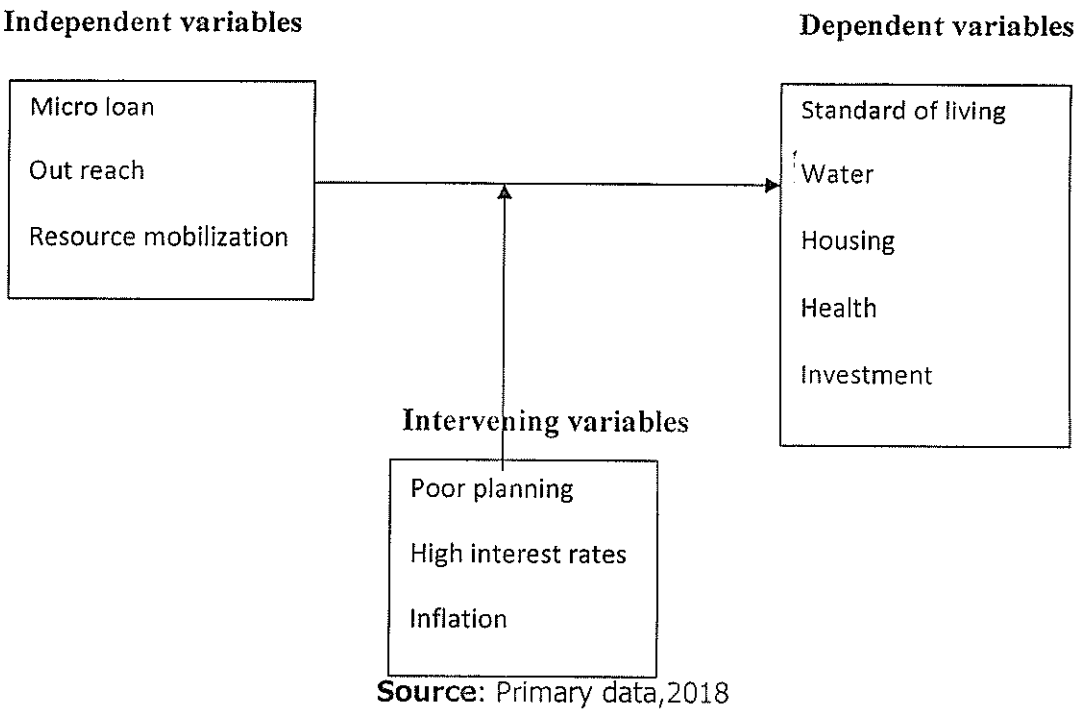 Independent variables
Dependent variables
Micro loan
Out reach
Resource mobilization
Standard of living
Water
Housing
Health
Investment
Intervening variables
Poor planning
High interest rates
Inflation
Source: Primary data,2018